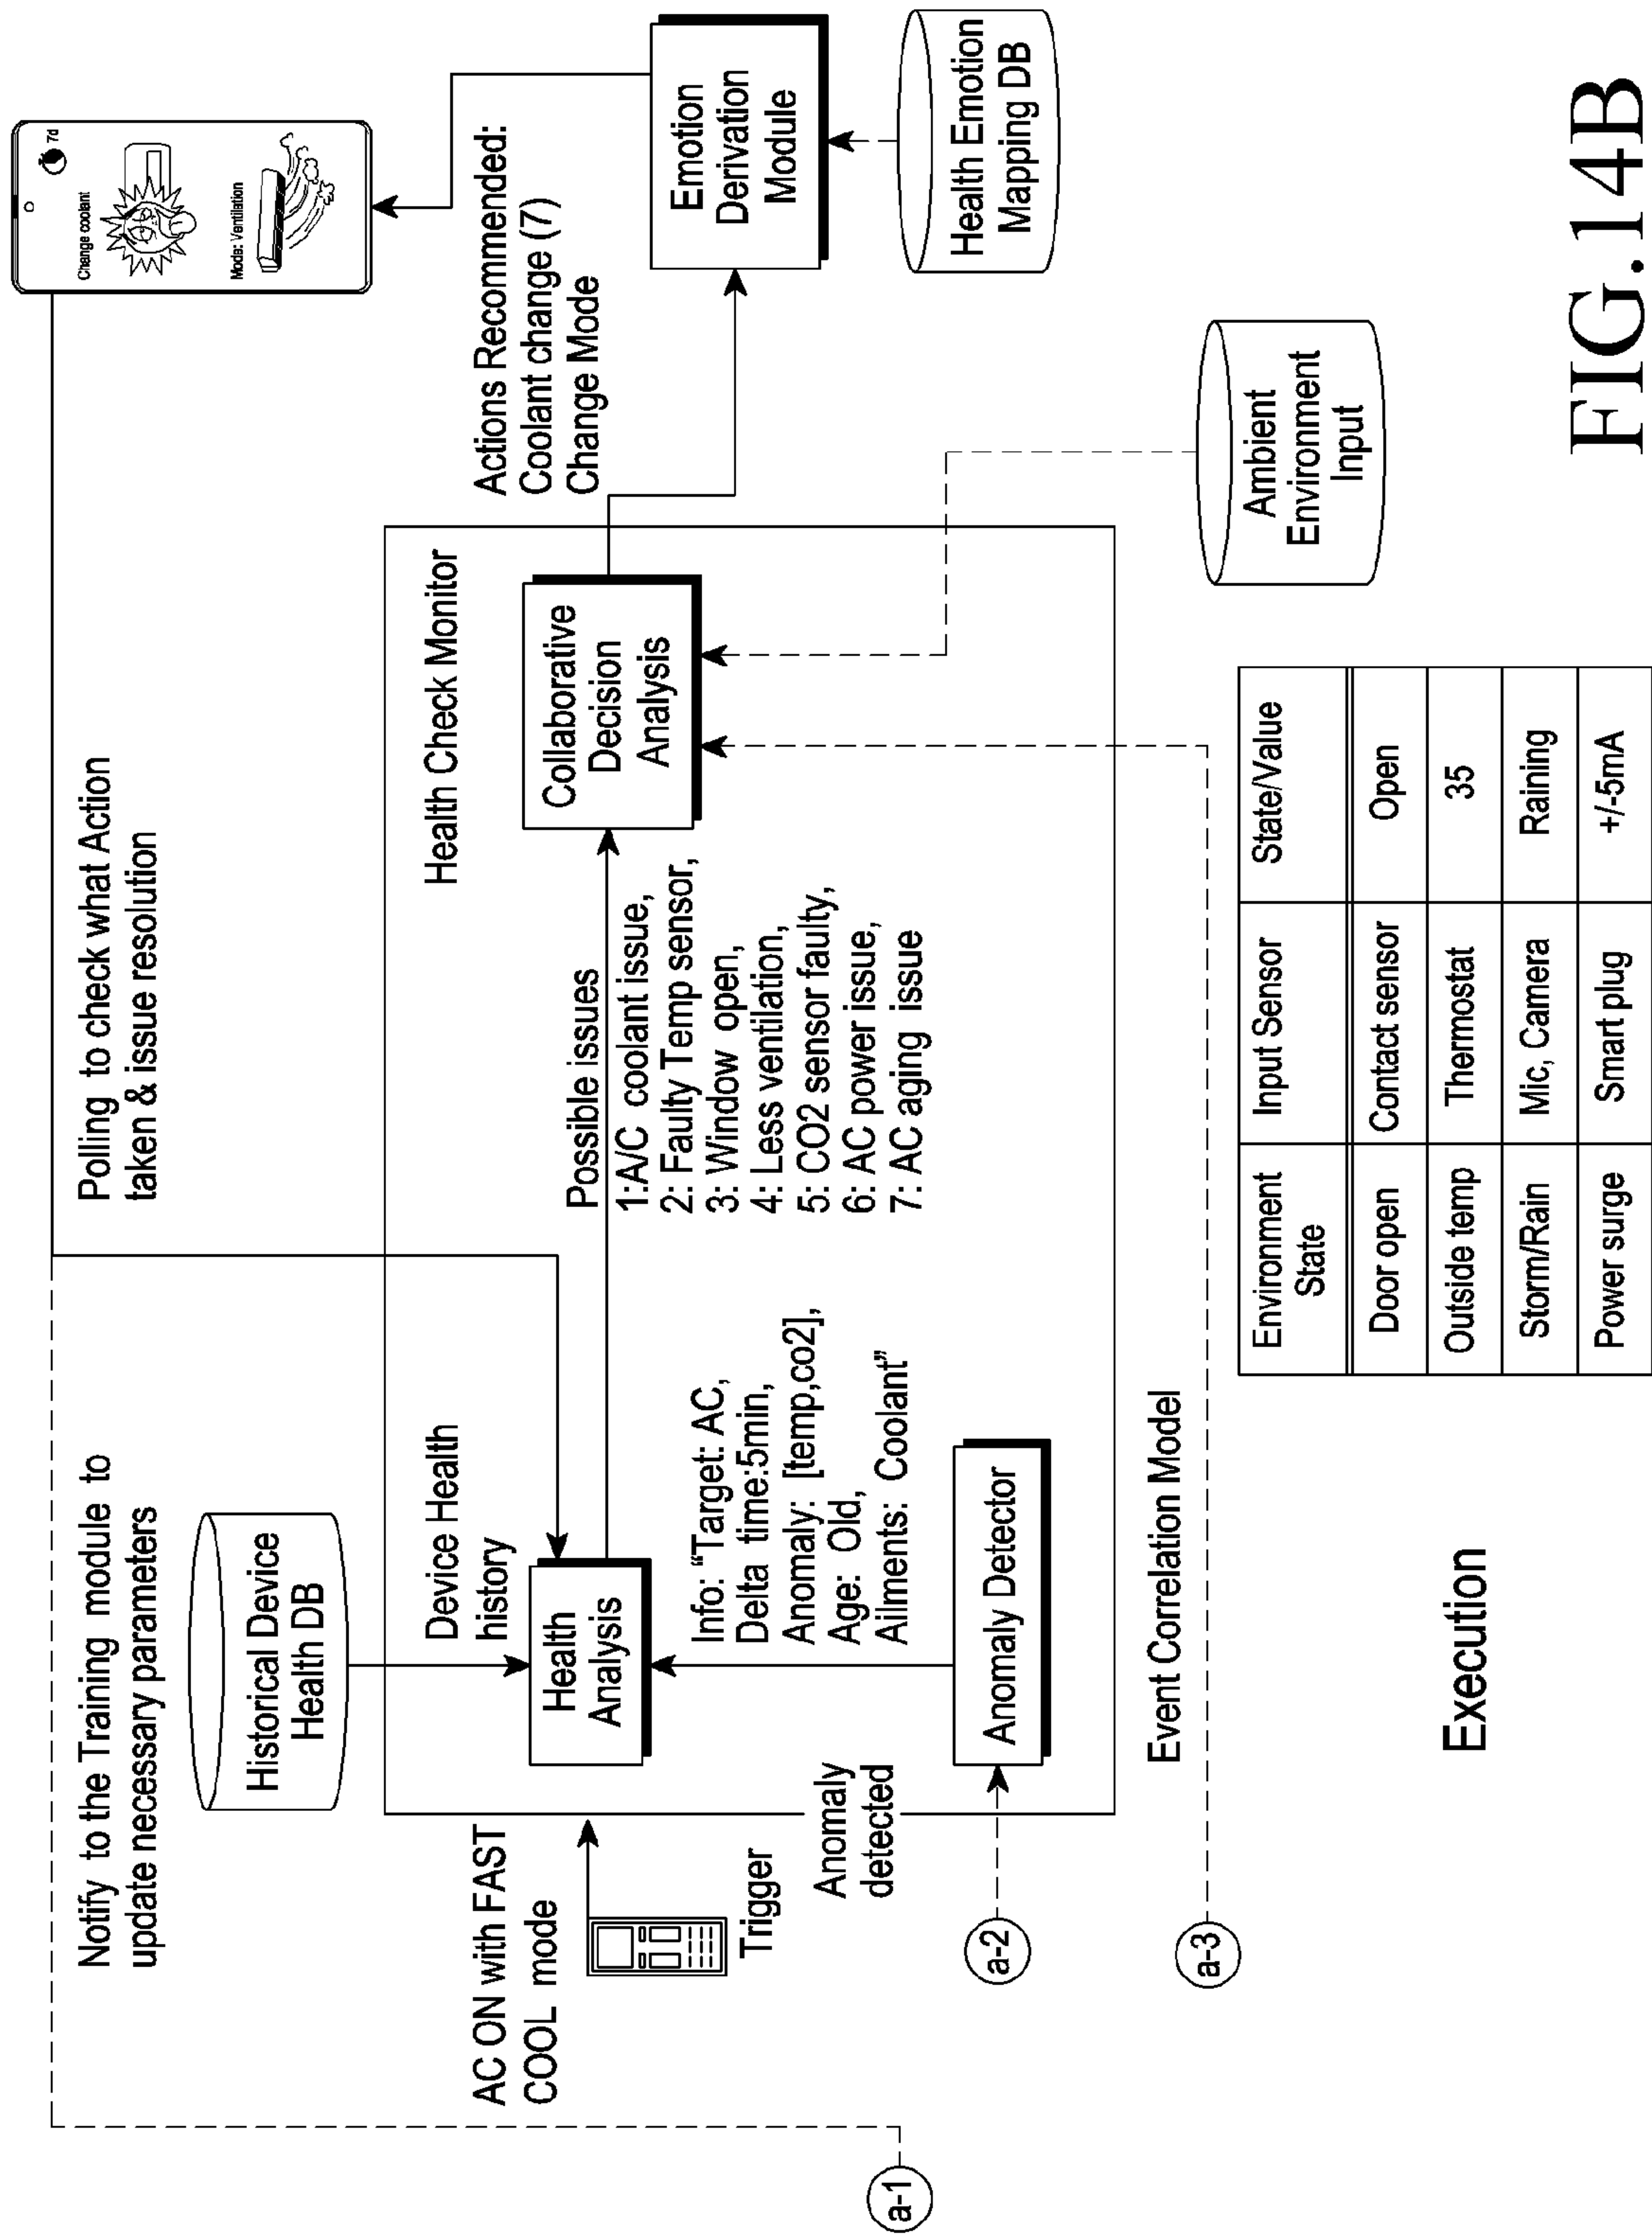 Notify to the Training module to
update necessary parameters
Polling to check what Action
taken & issue resolution
7d
Change coolant
Mode: Ventilation
Historical Device
Health DB
Device Health
history
Health Check Monitor
Actions Recommended:
Coolant change (7)
Change Mode
AC ON with FAST
COOL mode
Trigger
Health
Analysis
Possible issues
1:A/C coolant issue,
2: Faulty Temp sensor,
3: Window open,
4: Less ventilation,
5: CO2 sensor faulty,
6: AC power issue,
7: AC aging issue
Collaborative
Decision
Analysis
Emotion
Derivation
Module
Health Emotion
Mapping DB
Info: “Target: AC,
Delta time:5min,
Anomaly: [temp,co2],
Age: Old,
Ailments: Coolant”
Anomaly
detected
Anomaly Detector
a-1
a-2
a-3
Event Correlation Model
Ambient
Environment
Input
Environment
State
Input Sensor
State/Value
Door open
Contact sensor
Open
Outside temp
Thermostat
35
Storm/Rain
Mic, Camera
Raining
Power surge
Smart plug
+/-5mA
Execution
FIG.14B